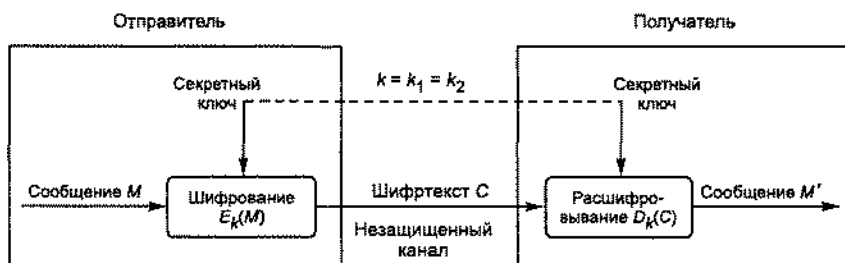 Отправитель
Получатель
Секретный
ключ
k = k1 = k2
Секретный
ключ
Сообщение M
Шифрование
Ek(M)
Шифртекст C
Незащищенный
канал
Расшифро-
вывание Dk(C)
Сообщение M'